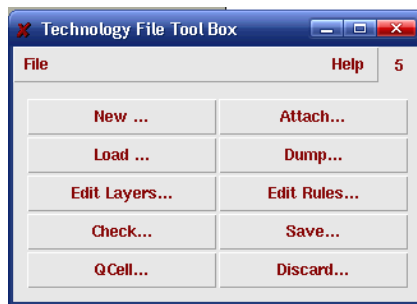 Technology File Tool Box
File Help 5
New ... Attach...
Load ... Dump...
Edit Layers... Edit Rules...
Check... Save...
QCell... Discard...